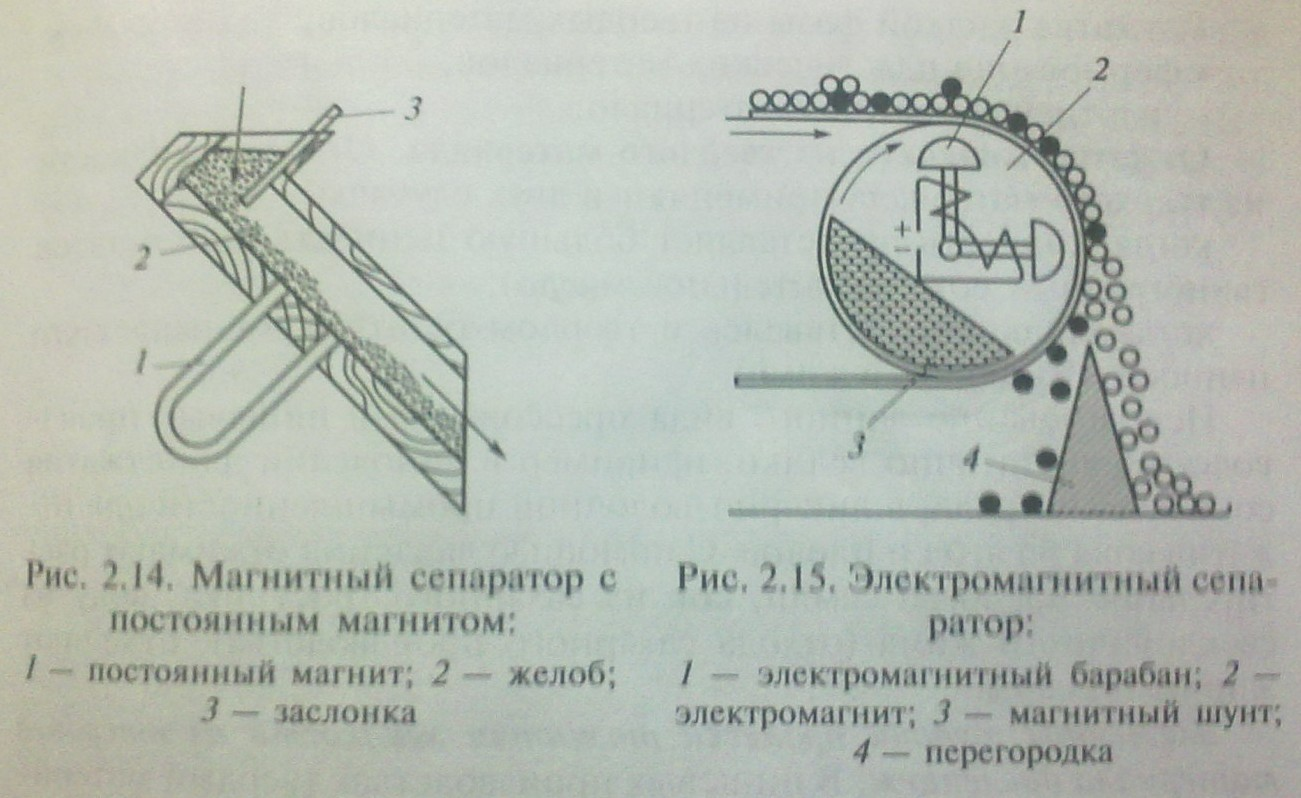 1
2
3
2
1
+
−
3
4
Рис. 2.14. Магнитный сепаратор с
постоянным магнитом:
1 — постоянный магнит; 2 — желоб;
3 — заслонка
Рис. 2.15. Электромагнитный сепа-
ратор:
1 — электромагнитный барабан; 2 —
электромагнит; 3 — магнитный шунт;
4 — перегородка